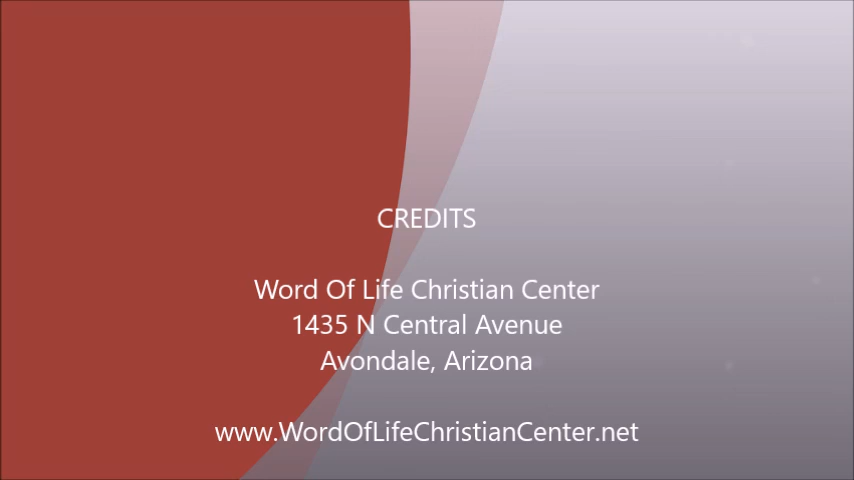 CREDITS
Word Of Life Christian Center
1435 N Central Avenue
Avondale, Arizona
www.WordOfLifeChristianCenter.net